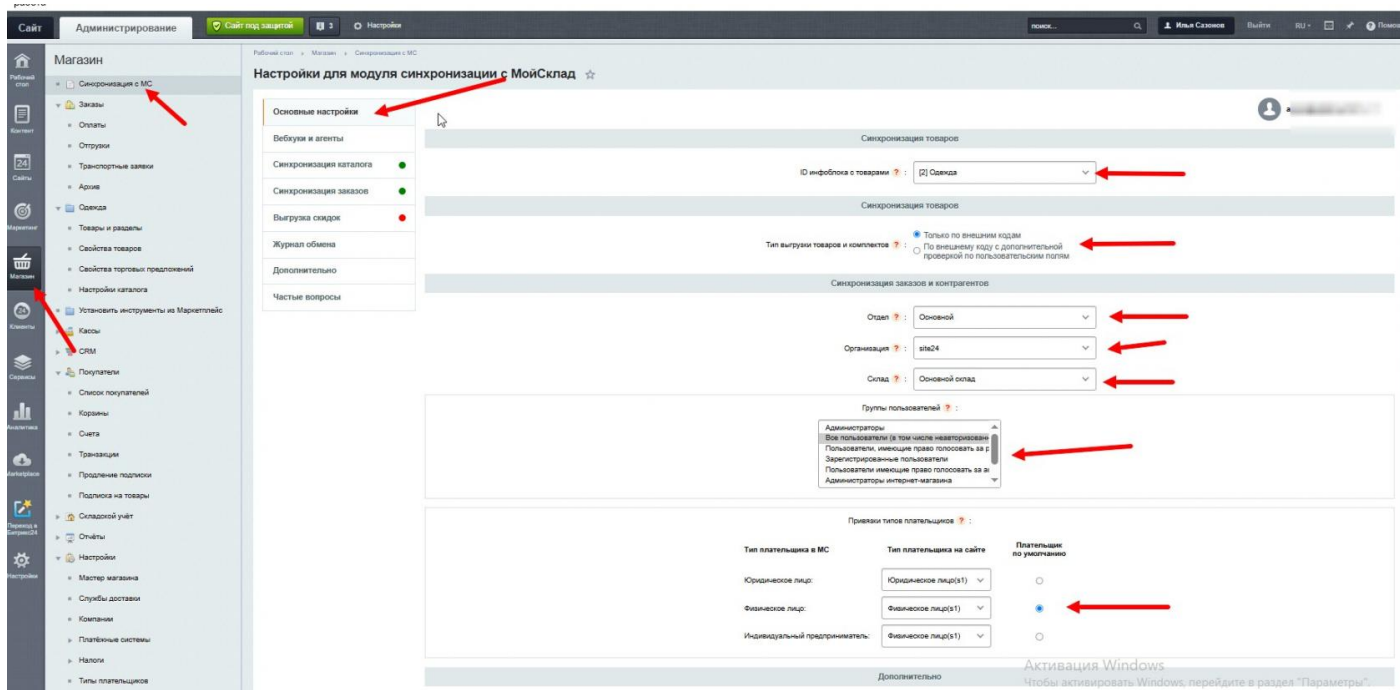 работа
Сайт
Администрирование
Сайт под защитой
3
Настройки
поиск...
Илья Сазонов
Выйти
RU
Помощ
Рабочий стол
Контент
24
Сайты
Маркетинг
Магазин
24
Клиенты
Сервисы
Аналитика
Marketplace
Переход в Битрикс24
Настройки
Магазин
Синхронизация с МС
Заказы
Оплаты
Отгрузки
Транспортные заявки
Архив
Одежда
Товары и разделы
Свойства товаров
Свойства торговых предложений
Настройки каталога
Установить инструменты из Маркетплейс
Кассы
CRM
Покупатели
Список покупателей
Корзины
Счета
Транзакции
Продление подписки
Подписка на товары
Складской учёт
Отчёты
Настройки
Мастер магазина
Службы доставки
Компании
Платёжные системы
Налоги
Типы плательщиков
Рабочий стол Магазин Синхронизация с МС
Настройки для модуля синхронизации с МойСклад
Основные настройки
Вебхуки и агенты
Синхронизация каталога
Синхронизация заказов
Выгрузка скидок
Журнал обмена
Дополнительно
Частые вопросы
Синхронизация товаров
ID инфоблока с товарами ? : [2] Одежда
Синхронизация товаров
Тип выгрузки товаров и комплектов ? :
Только по внешним кодам
По внешнему коду с дополнительной
проверкой по пользовательским полям
Синхронизация заказов и контрагентов
Отдел ? : Основной
Организация ? : site24
Склад ? : Основной склад
Группы пользователей ? :
Администраторы
Все пользователи (в том числе неавторизованн
Пользователи, имеющие право голосовать за р
Зарегистрированные пользователи
Пользователи имеющие право голосовать за ав
Администраторы интернет-магазина
Привязки типов плательщиков ? :
Тип плательщика в МС Тип плательщика на сайте Плательщик
по умолчанию
Юридическое лицо: Юридическое лицо(s1)
Физическое лицо: Физическое лицо(s1)
Индивидуальный предприниматель: Физическое лицо(s1)
Дополнительно
Активация Windows
Чтобы активировать Windows, перейдите в раздел "Параметры".